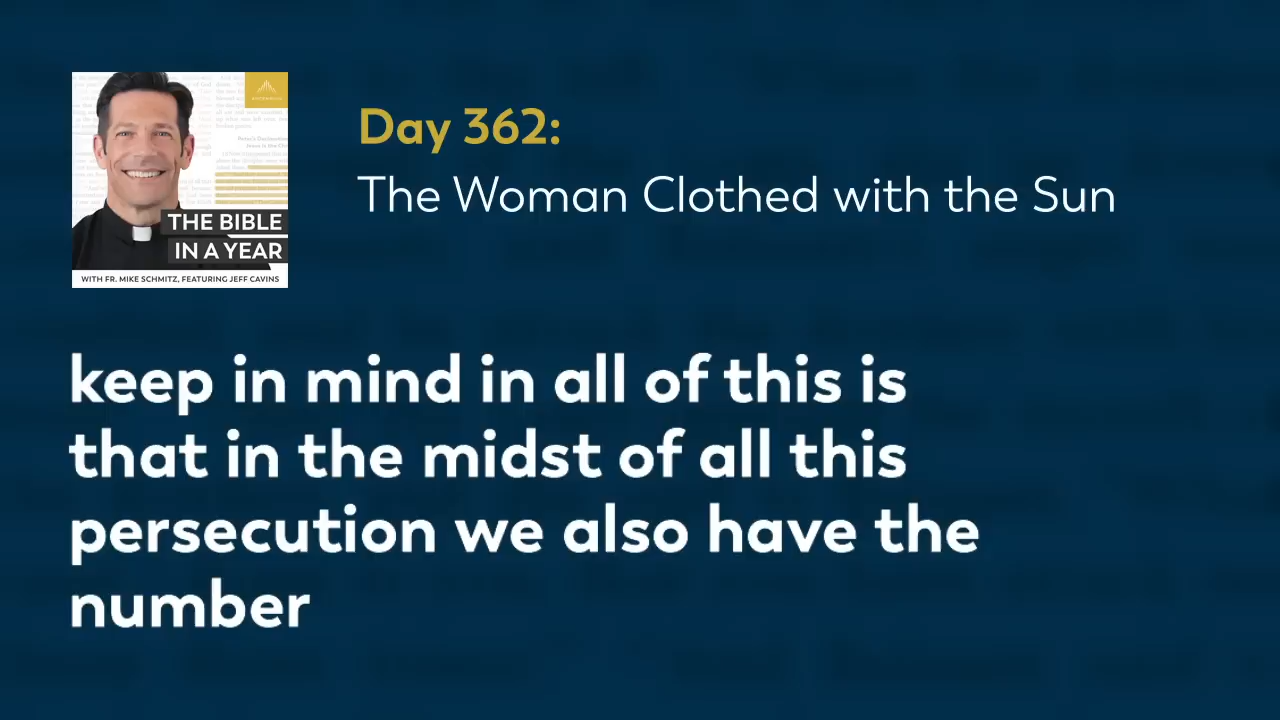 Day 362:
The Woman Clothed with the Sun
THE BIBLE
IN A YEAR
WITH FR. MIKE SCHMITZ, FEATURING JEFF CAVINS
keep in mind in all of this is
that in the midst of all this
persecution we also have the
number